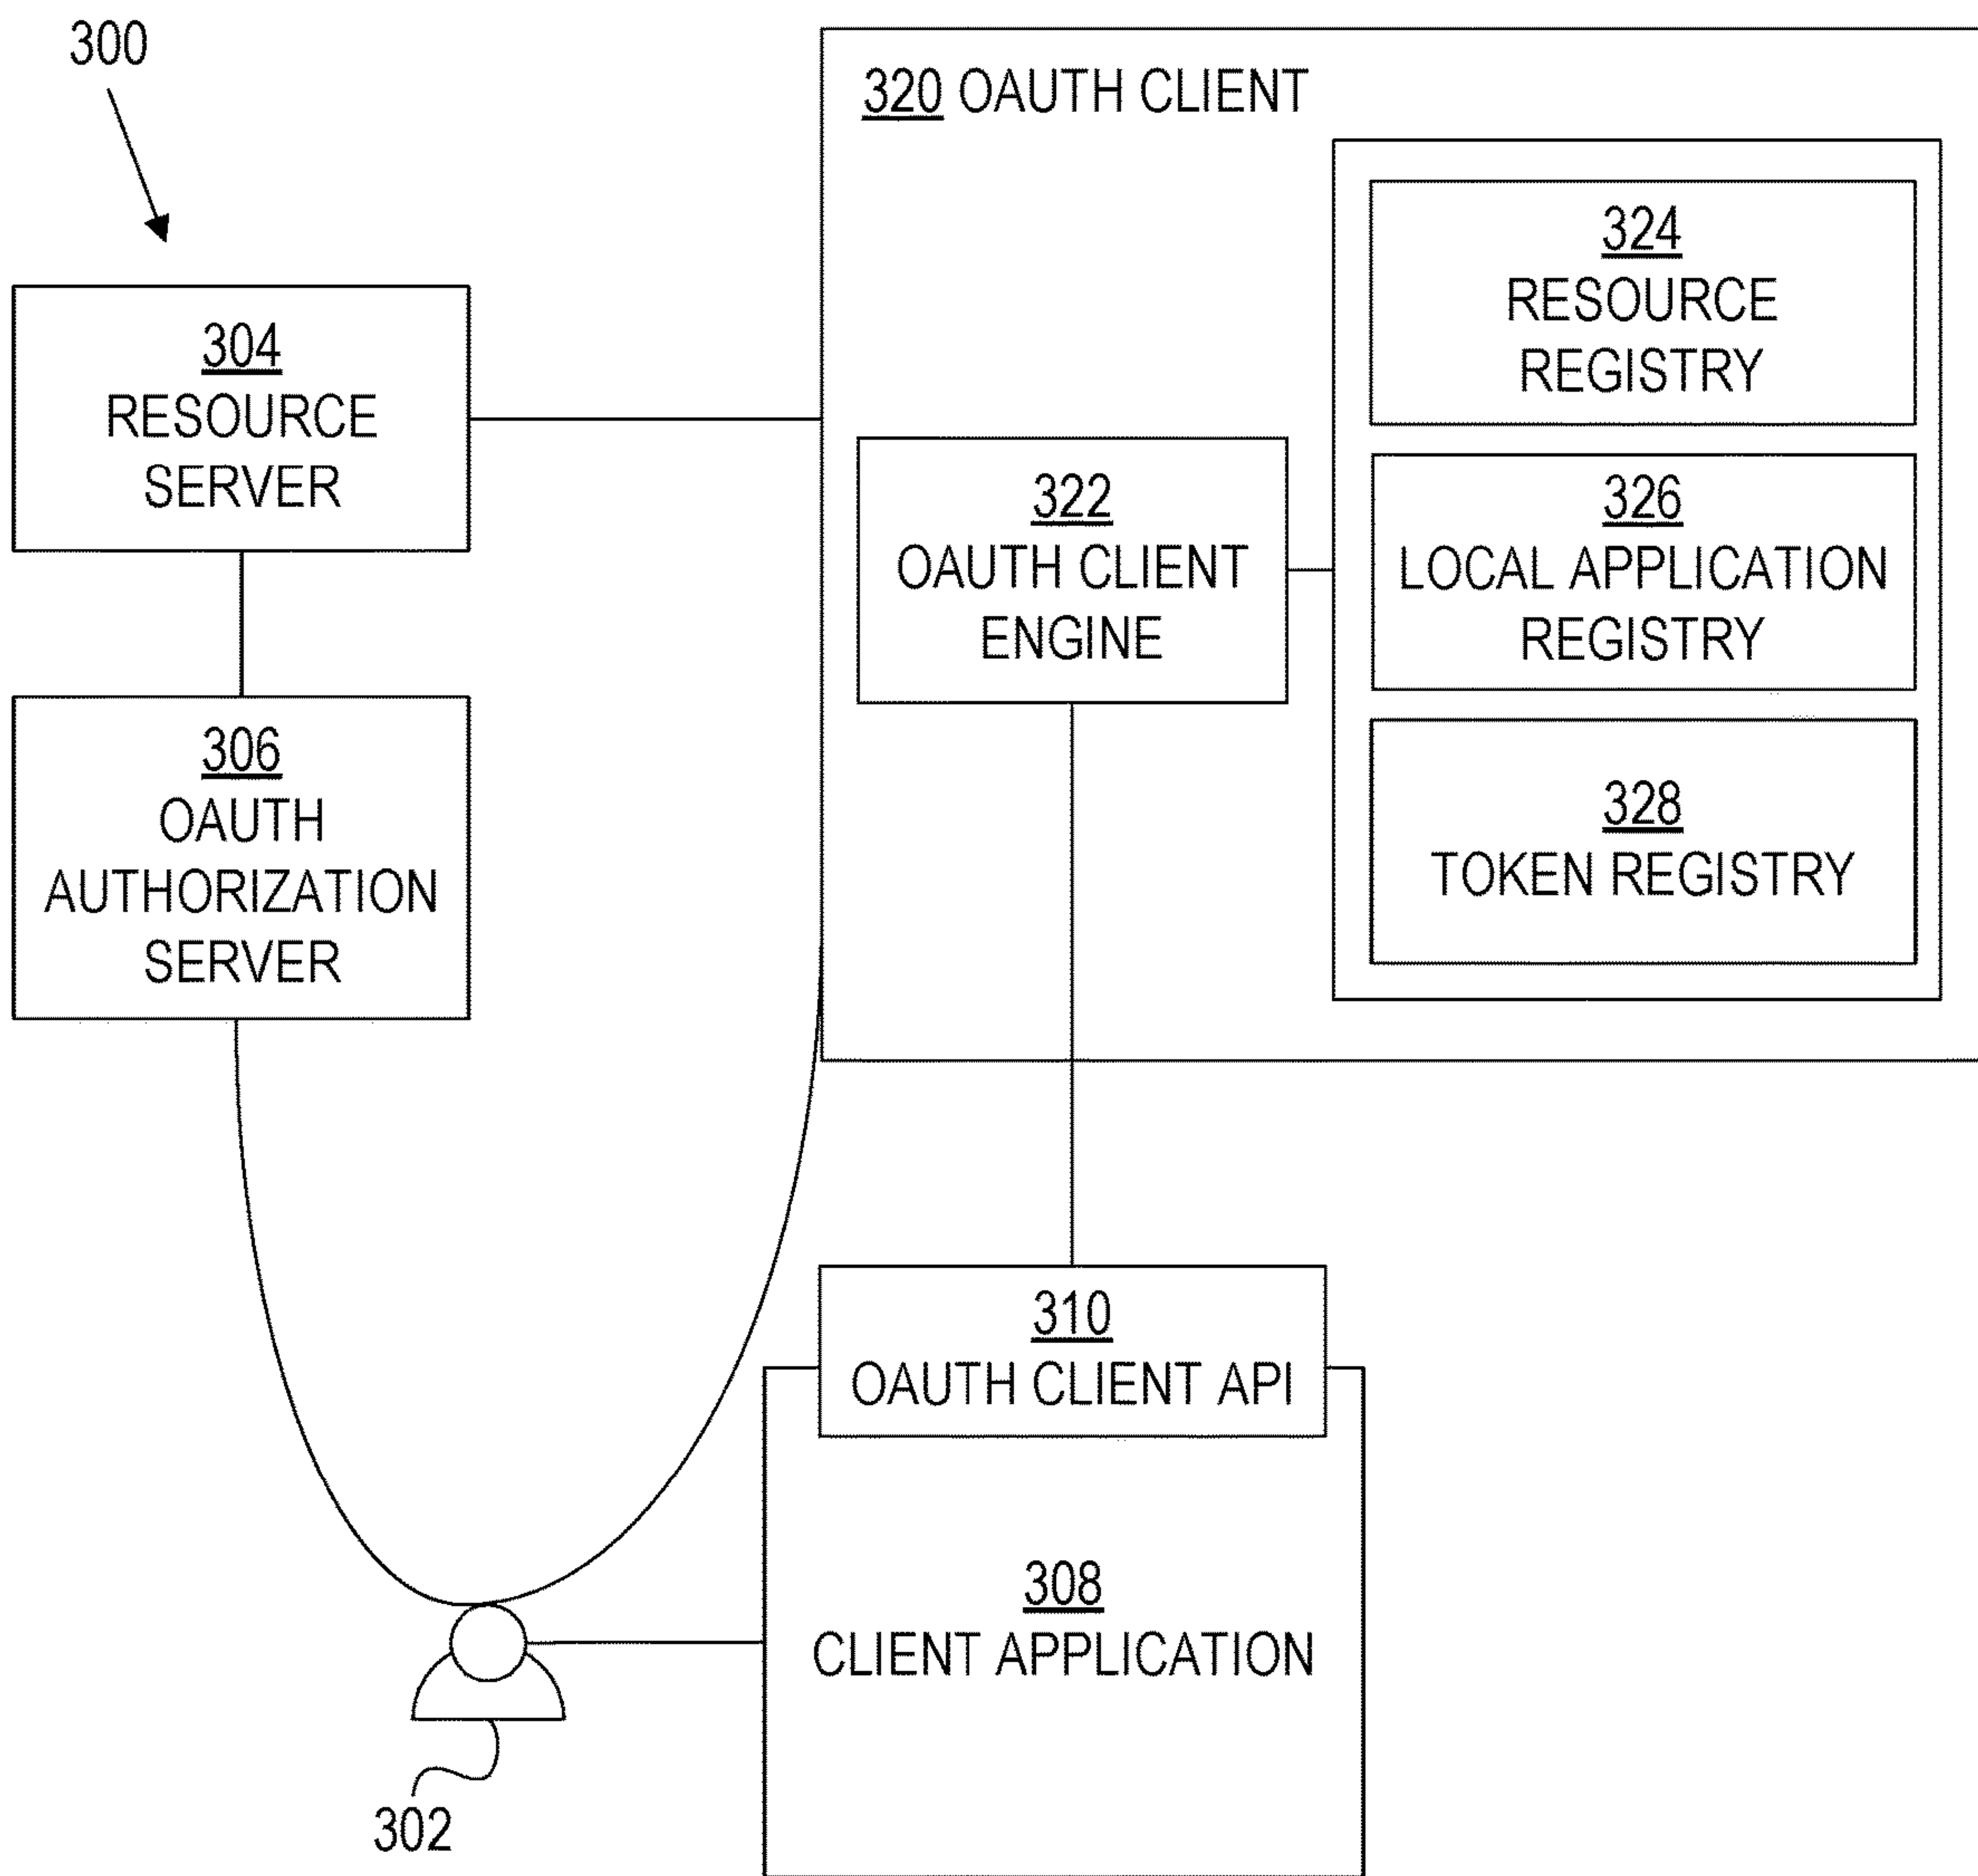 300
320 OAUTH CLIENT
324
RESOURCE
REGISTRY
304
RESOURCE
SERVER
322
OAUTH CLIENT
ENGINE
326
LOCAL APPLICATION
REGISTRY
306
OAUTH
AUTHORIZATION
SERVER
328
TOKEN REGISTRY
310
OAUTH CLIENT API
308
CLIENT APPLICATION
302